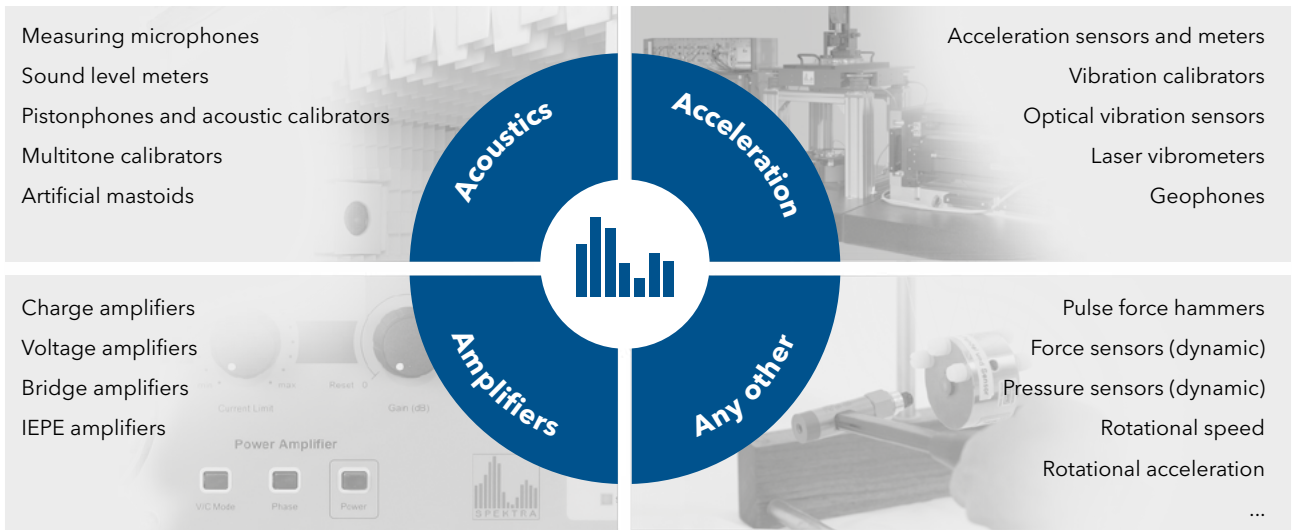 Measuring microphones
Sound level meters
Pistonphones and acoustic calibrators
Multitone calibrators
Artificial mastoids
Acoustics
Acceleration
Acceleration sensors and meters
Vibration calibrators
Optical vibration sensors
Laser vibrometers
Geophones
Charge amplifiers
Voltage amplifiers
Bridge amplifiers
IEPE amplifiers
max
Reset 0
Current Limit
Gain (dB)
Power Amplifier
V/C Mode
Phase
Power
SPEKTRA
Amplifiers
Any other
Pulse force hammers
Force sensors (dynamic)
Pressure sensors (dynamic)
Rotational speed
Rotational acceleration
...